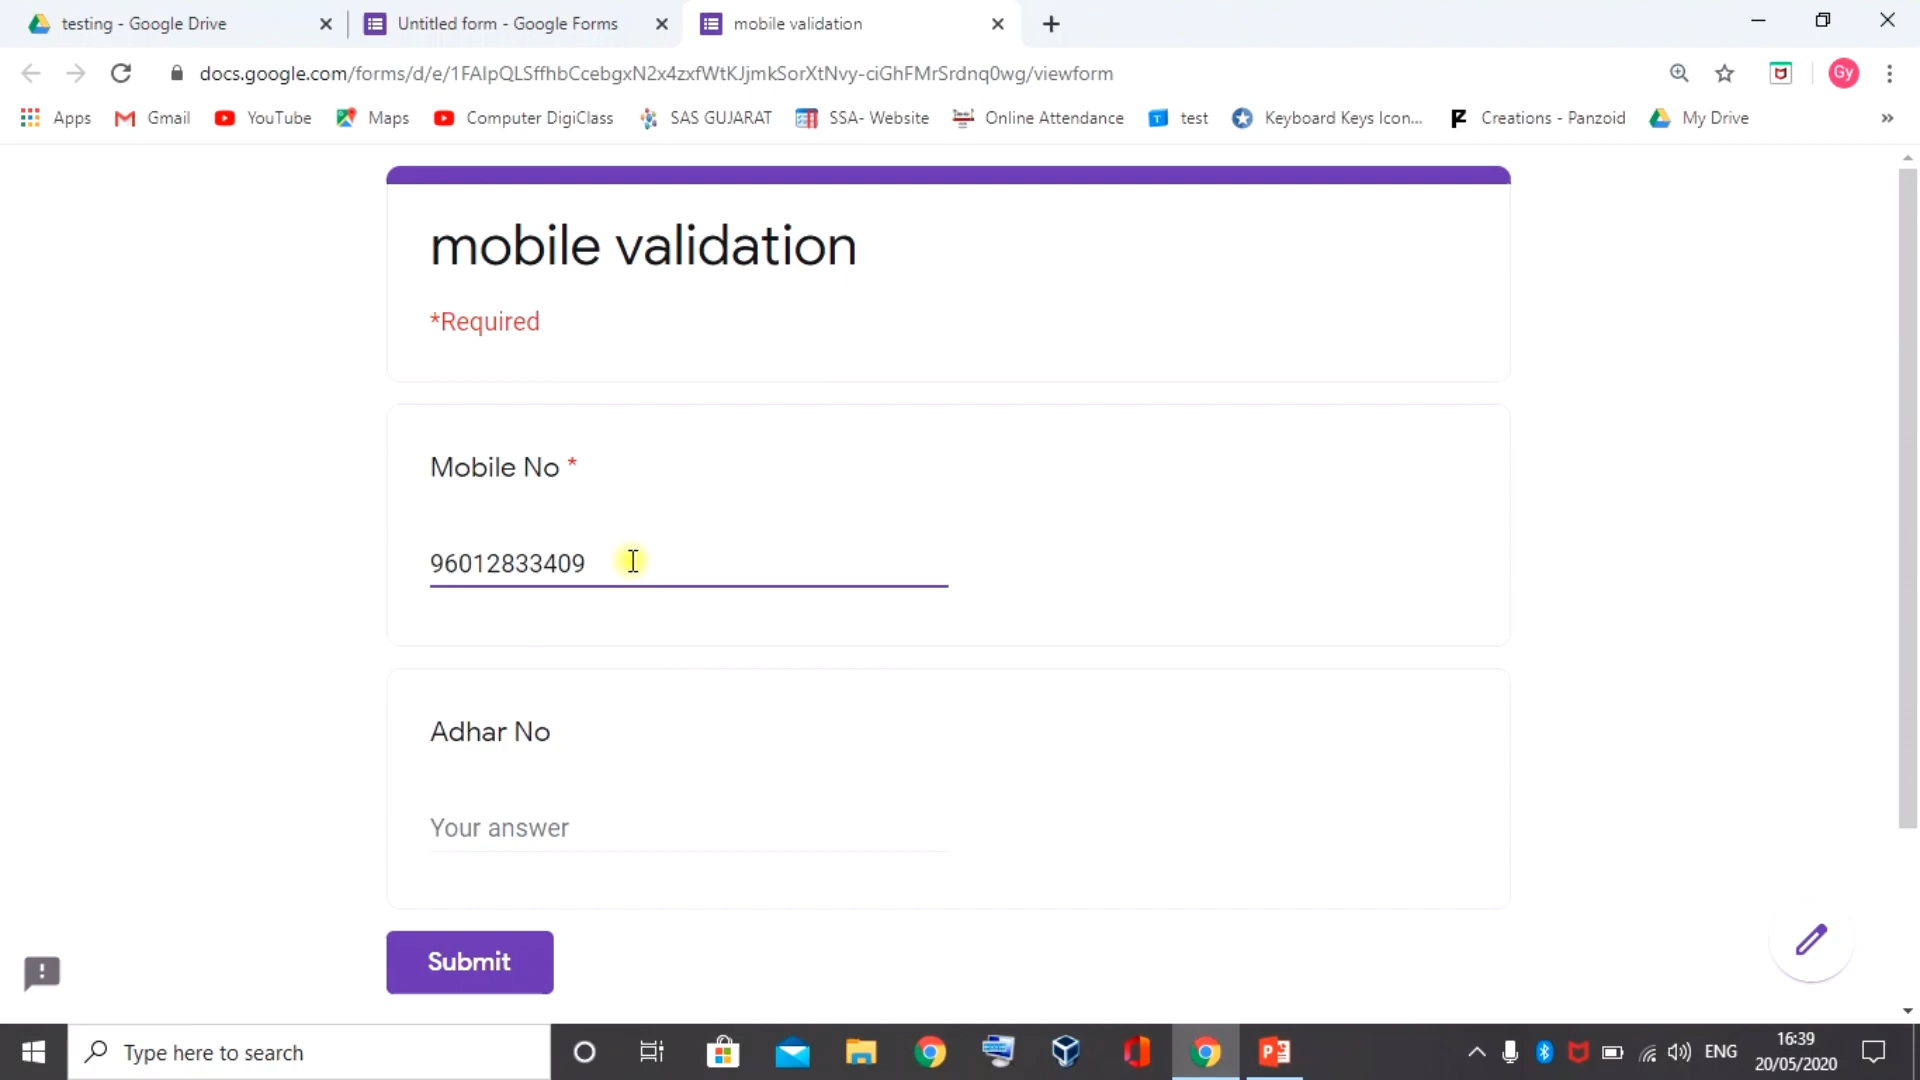 testing - Google Drive
Untitled form - Google Forms
mobile validation
docs.google.com/forms/d/e/1FAIpQLSffhbCcebgxN2x4zxfWtKJjmkSorXtNvy-ciGhFMrSrdnq0wg/viewform
Gy
Apps
Gmail
YouTube
Maps
Computer DigiClass
SAS GUJARAT
SSA- Website
Online Attendance
test
Keyboard Keys Icon...
Creations - Panzoid
My Drive
»
mobile validation
*Required
Mobile No *
96012833409
Adhar No
Your answer
Submit
Type here to search
ENG
16:39
20/05/2020